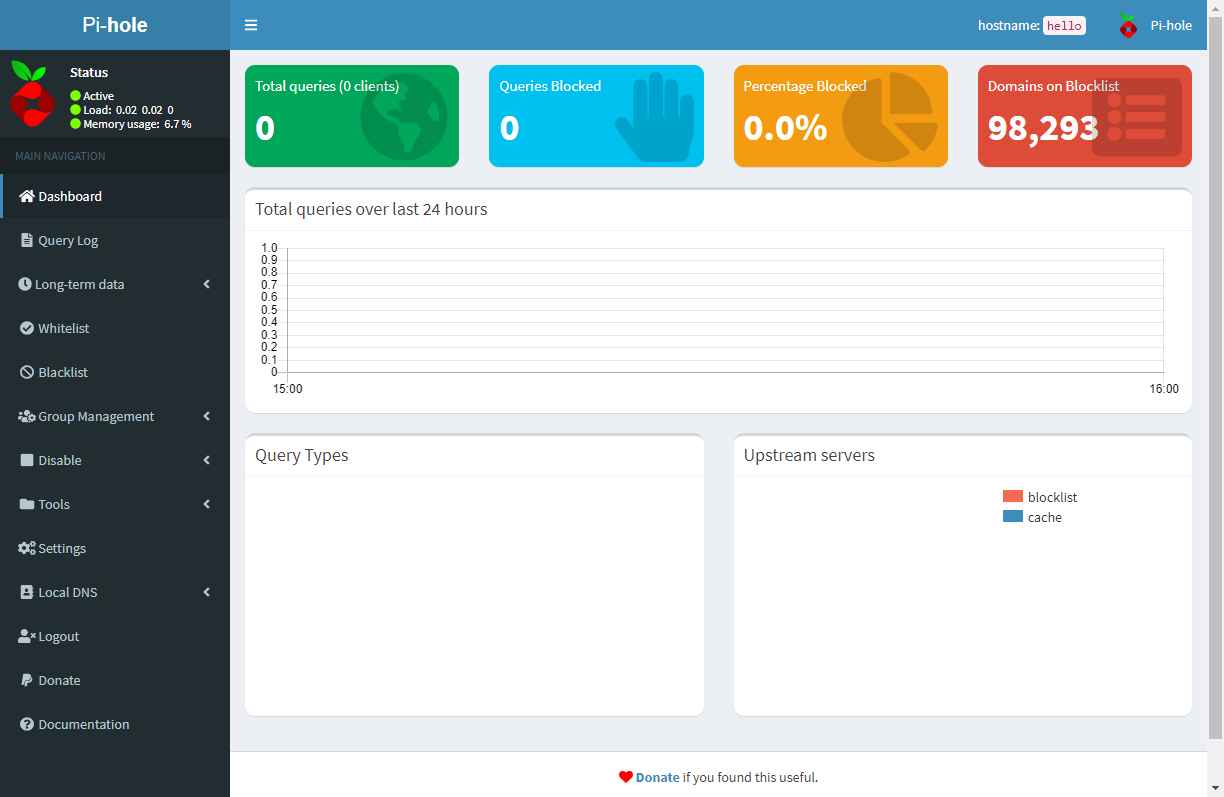 Pi-hole
hostname: hello
Pi-hole
Status
Active
Load: 0.02 0.02 0
Memory usage: 6.7 %
MAIN NAVIGATION
Dashboard
Query Log
Long-term data
Whitelist
Blacklist
Group Management
Disable
Tools
Settings
Local DNS
Logout
Donate
Documentation
Total queries (0 clients)
0
Queries Blocked
0
Percentage Blocked
0.0%
Domains on Blocklist
98,293
Total queries over last 24 hours
1.0
0.9
0.8
0.7
0.6
0.5
0.4
0.3
0.2
0.1
0
15:00 16:00
Query Types
Upstream servers
blocklist
cache
Donate if you found this useful.